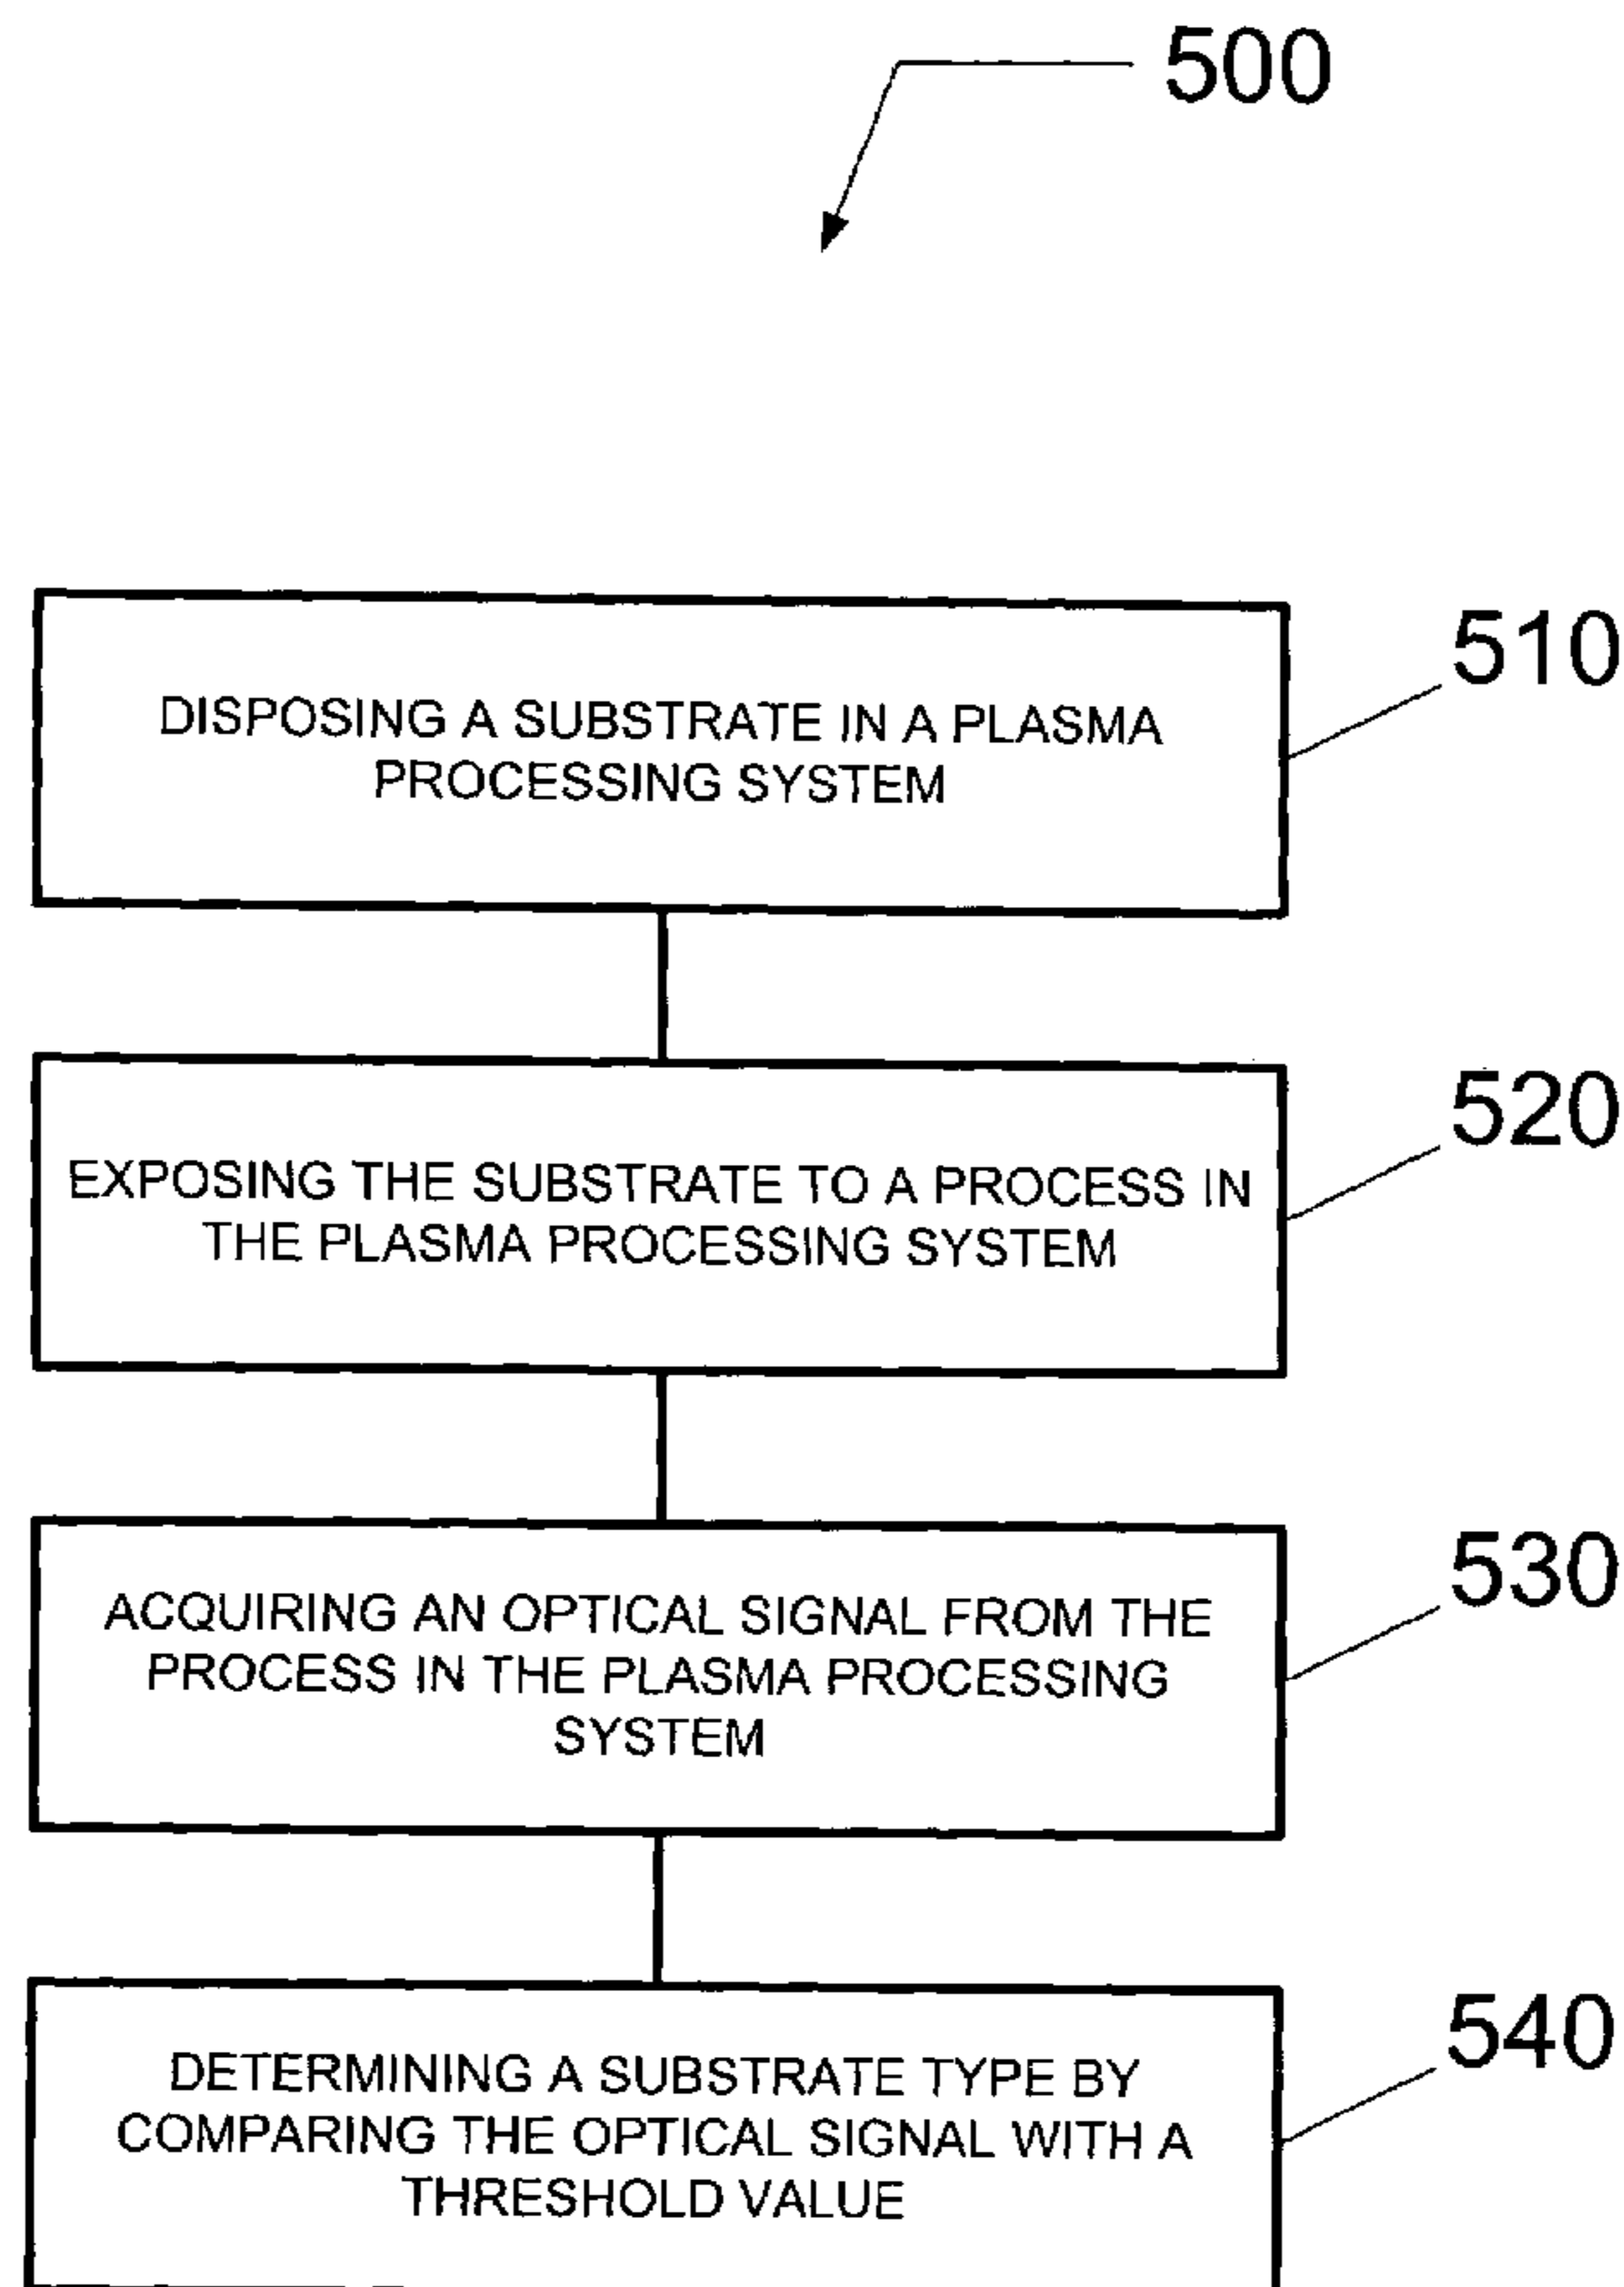 500
510
DISPOSING A SUBSTRATE IN A PLASMA
PROCESSING SYSTEM
520
EXPOSING THE SUBSTRATE TO A PROCESS IN
THE PLASMA PROCESSING SYSTEM
530
ACQUIRING AN OPTICAL SIGNAL FROM THE
PROCESS IN THE PLASMA PROCESSING
SYSTEM
540
DETERMINING A SUBSTRATE TYPE BY
COMPARING THE OPTICAL SIGNAL WITH A
THRESHOLD VALUE